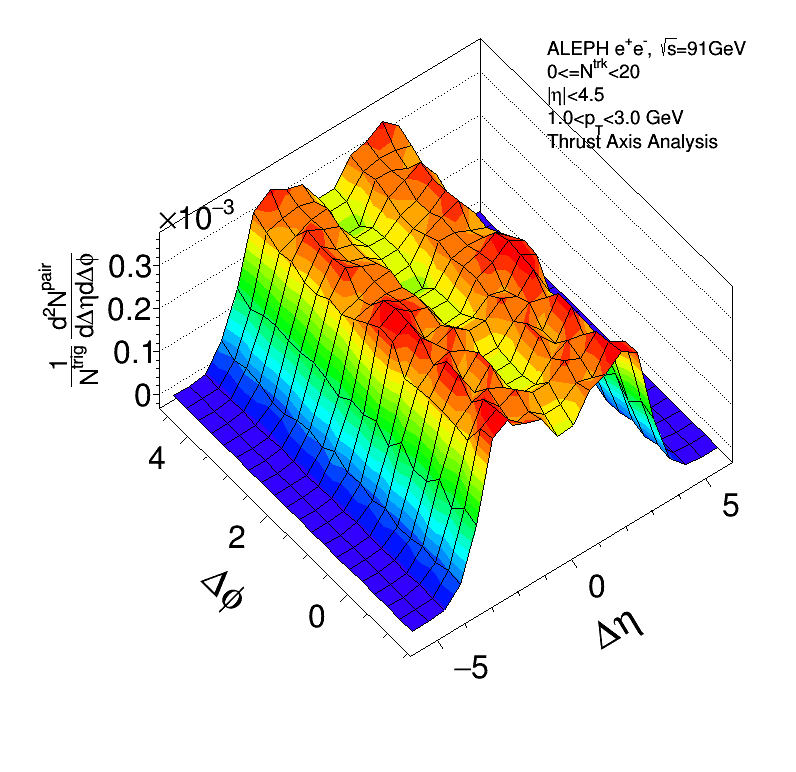 ALEPH e⁺e⁻, √s=91GeV
0<=N^trk<20
|η|<4.5
1.0<p_T<3.0 GeV
Thrust Axis Analysis
×10⁻³
1/N^trig d²N^pair/dΔηdΔϕ
0.3
0.2
0.1
0
4
2
0
Δϕ
−5
0
5
Δη